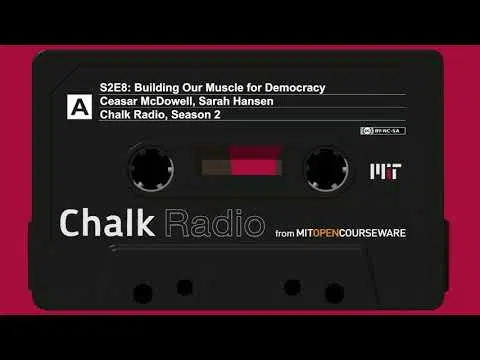 A
S2E8: Building Our Muscle for Democracy
Ceasar McDowell, Sarah Hansen
Chalk Radio, Season 2
cc BY-NC-SA
MIT
Chalk Radio from MITOPENCOURSEWARE